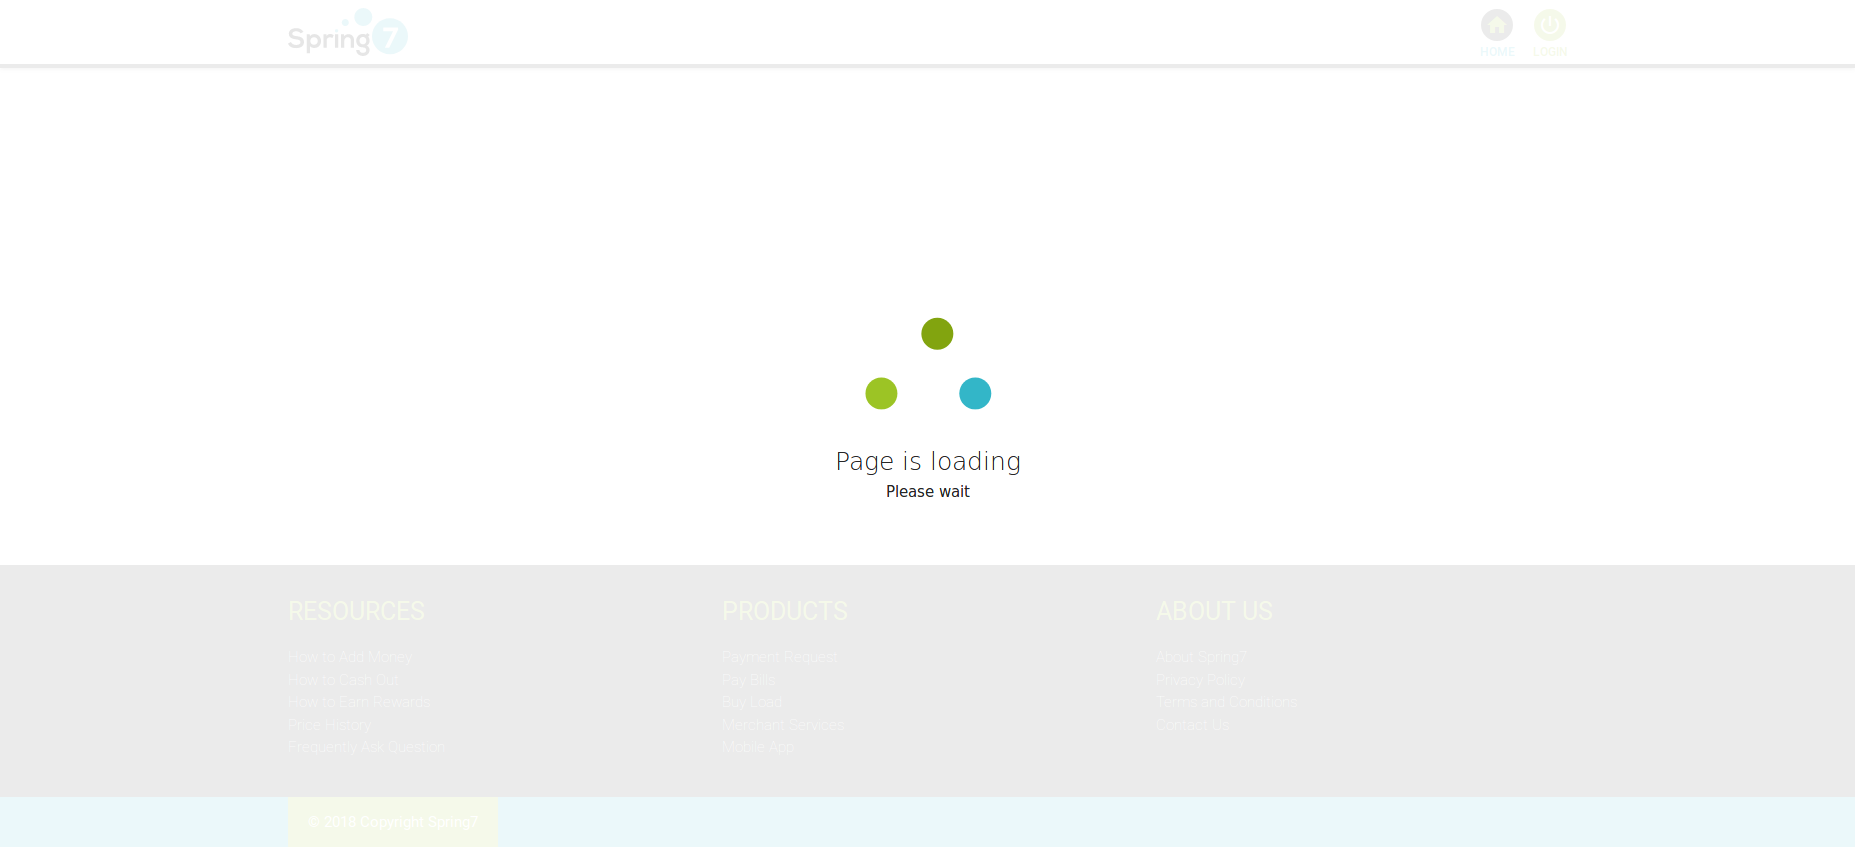 Spring7
HOME
LOGIN
Page is loading
Please wait
RESOURCES
How to Add Money
How to Cash Out
How to Earn Rewards
Price History
Frequently Ask Question
PRODUCTS
Payment Request
Pay Bills
Buy Load
Merchant Services
Mobile App
ABOUT US
About Spring7
Privacy Policy
Terms and Conditions
Contact Us
© 2018 Copyright Spring7